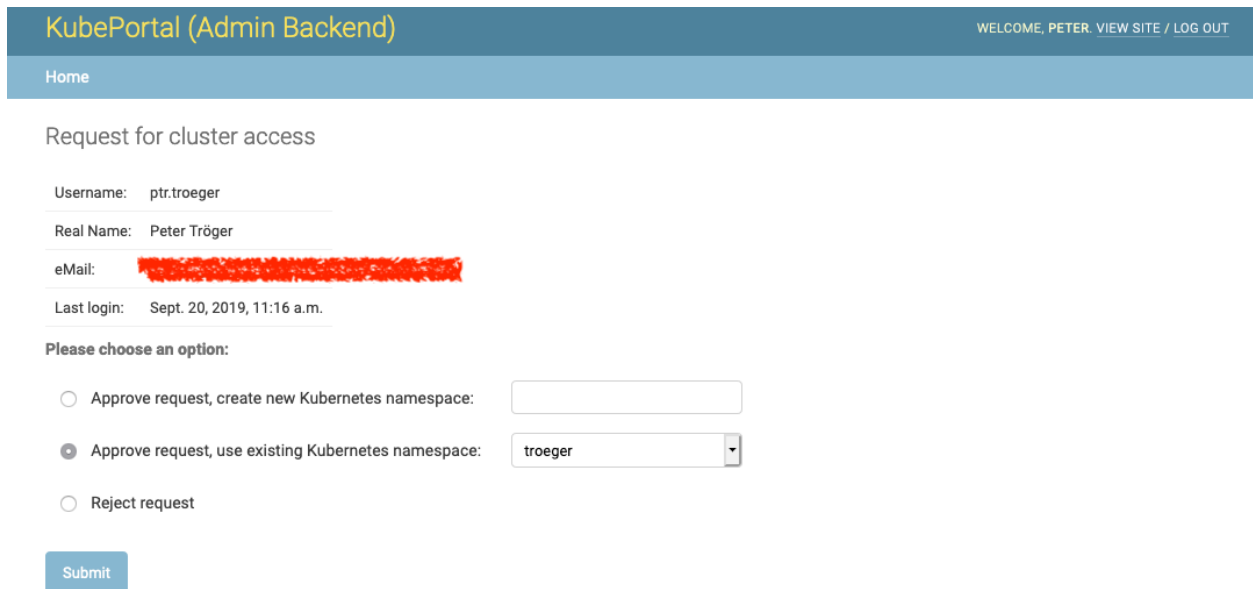 KubePortal (Admin Backend)
WELCOME, PETER. VIEW SITE / LOG OUT
Home
Request for cluster access
Username: ptr.troeger
Real Name: Peter Tröger
eMail:
Last login: Sept. 20, 2019, 11:16 a.m.
Please choose an option:
Approve request, create new Kubernetes namespace:
Approve request, use existing Kubernetes namespace: troeger
Reject request
Submit